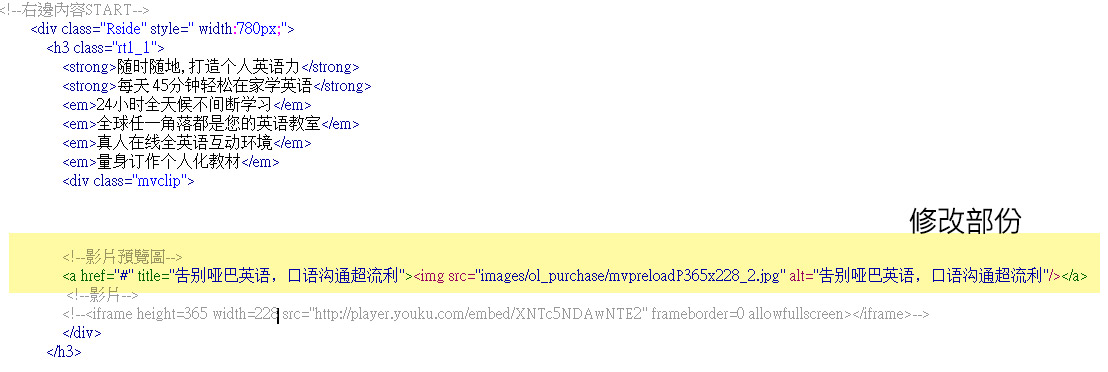 <!--右邊內容START-->
<div class="Rside" style=" width:780px;">
<h3 class="rt1_1">
<strong>随时随地,打造个人英语力</strong>
<strong>每天 45分钟轻松在家学英语</strong>
<em>24小时全天候不间断学习</em>
<em>全球任一角落都是您的英语教室</em>
<em>真人在线全英语互动环境</em>
<em>量身订作个人化教材</em>
<div class="mvclip">
修改部份
<!--影片預覽圖-->
<a href="#" title="告别哑巴英语，口语沟通超流利"><img src="images/ol_purchase/mvpreloadP365x228_2.jpg" alt="告别哑巴英语，口语沟通超流利"/></a>
<!--影片-->
<!--<iframe height=365 width=228 src="http://player.youku.com/embed/XNTc5NDAwNTE2" frameborder=0 allowfullscreen></iframe>-->
</div>
</h3>